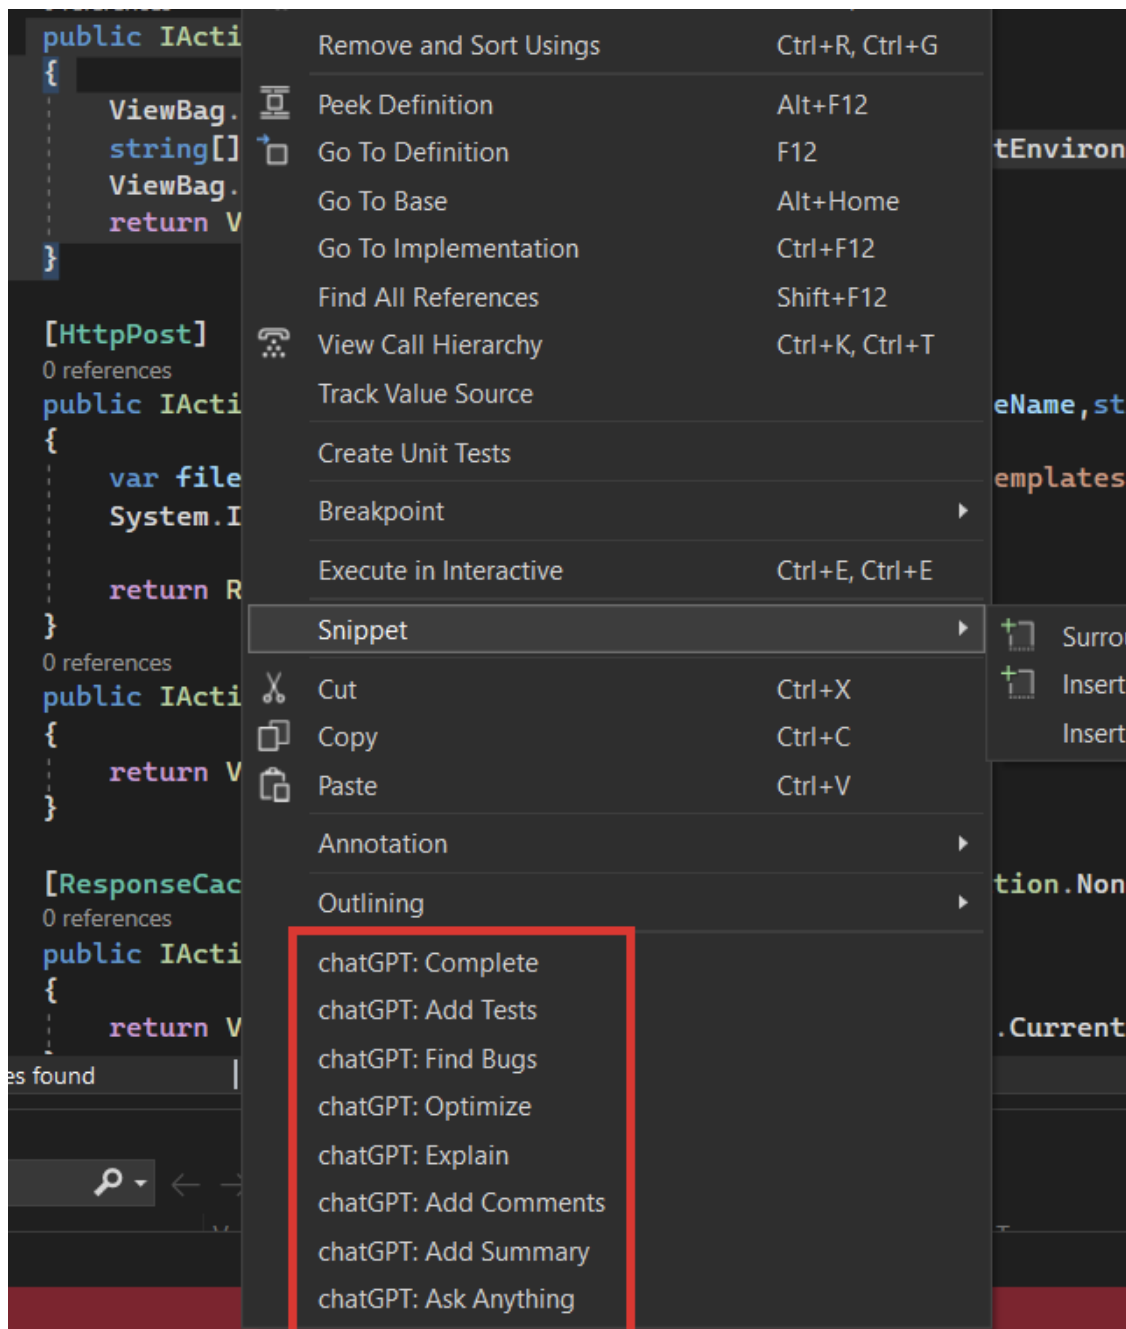 public IActi
Remove and Sort Usings Ctrl+R, Ctrl+G
{
ViewBag.
Peek Definition Alt+F12
string[]
Go To Definition F12
tEnviron
ViewBag.
Go To Base Alt+Home
return V
Go To Implementation Ctrl+F12
}
Find All References Shift+F12
[HttpPost]
View Call Hierarchy Ctrl+K, Ctrl+T
0 references
Track Value Source
public IActi
eName,st
{
Create Unit Tests
var file
emplates
System.I
Breakpoint
return R
Execute in Interactive Ctrl+E, Ctrl+E
}
Snippet
Surrou
0 references
public IActi
Cut Ctrl+X
Insert
{
Copy Ctrl+C
Insert
return V
Paste Ctrl+V
}
Annotation
[ResponseCac
tion.Non
0 references
Outlining
public IActi
chatGPT: Complete
{
chatGPT: Add Tests
return V
.Current
chatGPT: Find Bugs
es found
chatGPT: Optimize
chatGPT: Explain
chatGPT: Add Comments
chatGPT: Add Summary
chatGPT: Ask Anything